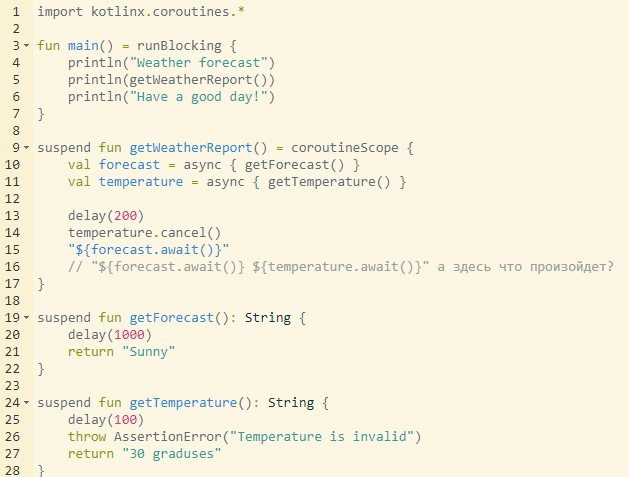 1 import kotlinx.coroutines.*
2
3 fun main() = runBlocking {
4     println("Weather forecast")
5     println(getWeatherReport())
6     println("Have a good day!")
7 }
8
9 suspend fun getWeatherReport() = coroutineScope {
10     val forecast = async { getForecast() }
11     val temperature = async { getTemperature() }
12
13     delay(200)
14     temperature.cancel()
15     "${forecast.await()}"
16     // "${forecast.await()} ${temperature.await()}" а здесь что произойдет?
17 }
18
19 suspend fun getForecast(): String {
20     delay(1000)
21     return "Sunny"
22 }
23
24 suspend fun getTemperature(): String {
25     delay(100)
26     throw AssertionError("Temperature is invalid")
27     return "30 graduses"
28 }